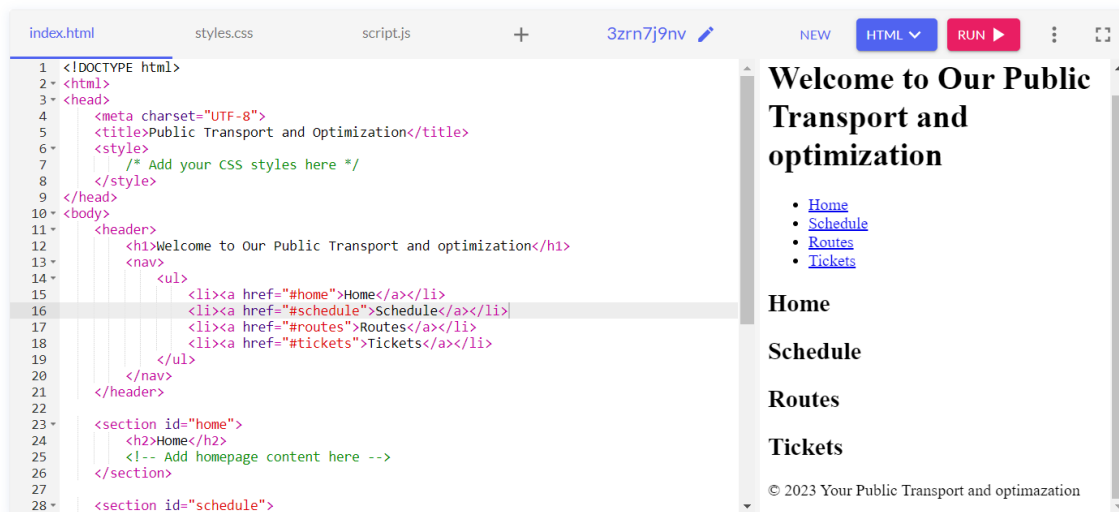 index.html styles.css script.js + 3zrn7j9nv NEW HTML RUN
1 <!DOCTYPE html>
2 <html>
3 <head>
4 <meta charset="UTF-8">
5 <title>Public Transport and Optimization</title>
6 <style>
7 /* Add your CSS styles here */
8 </style>
9 </head>
10 <body>
11 <header>
12 <h1>Welcome to Our Public Transport and optimization</h1>
13 <nav>
14 <ul>
15 <li><a href="#home">Home</a></li>
16 <li><a href="#schedule">Schedule</a></li>
17 <li><a href="#routes">Routes</a></li>
18 <li><a href="#tickets">Tickets</a></li>
19 </ul>
20 </nav>
21 </header>
22
23 <section id="home">
24 <h2>Home</h2>
25 <!-- Add homepage content here -->
26 </section>
27
28 <section id="schedule">
Welcome to Our Public
Transport and
optimization
Home
Schedule
Routes
Tickets
Home
Schedule
Routes
Tickets
© 2023 Your Public Transport and optimazation